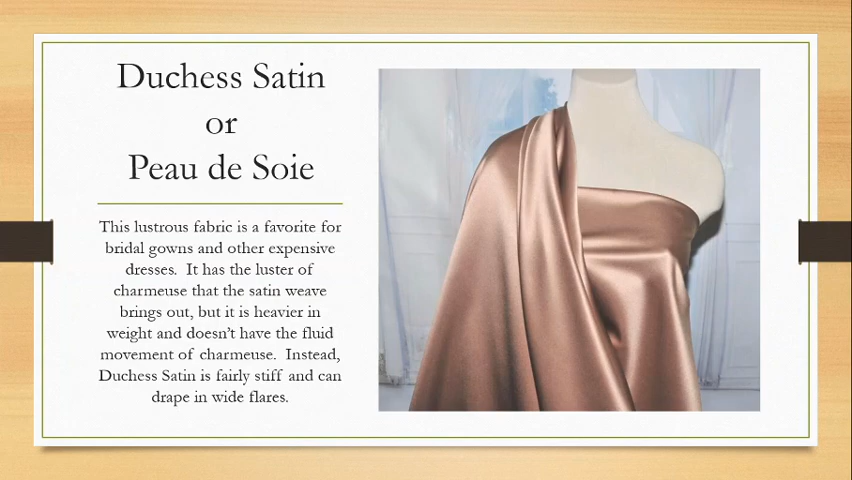 Duchess Satin
or
Peau de Soie
This lustrous fabric is a favorite for
bridal gowns and other expensive
dresses.  It has the luster of
charmeuse that the satin weave
brings out, but it is heavier in
weight and doesn't have the fluid
movement of charmeuse.  Instead,
Duchess Satin is fairly stiff and can
drape in wide flares.